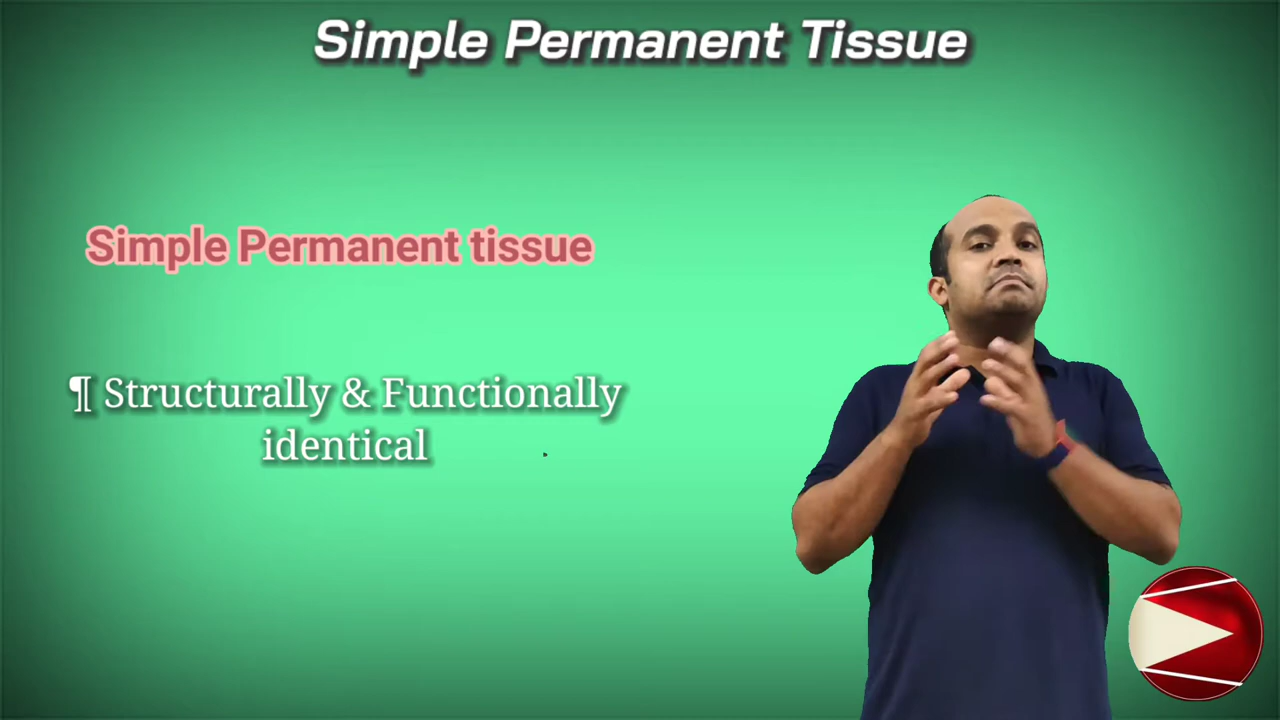 Simple Permanent Tissue
Simple Permanent tissue
¶ Structurally & Functionally
identical